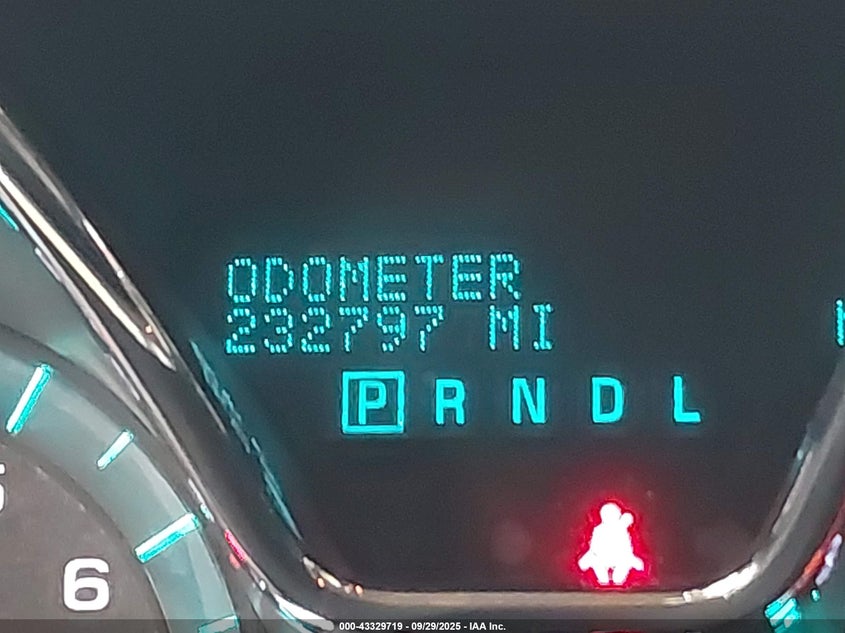 ODOMETER
232797 MI
P R N D L
6
000-43329719 - 09/29/2025 - IAA Inc.